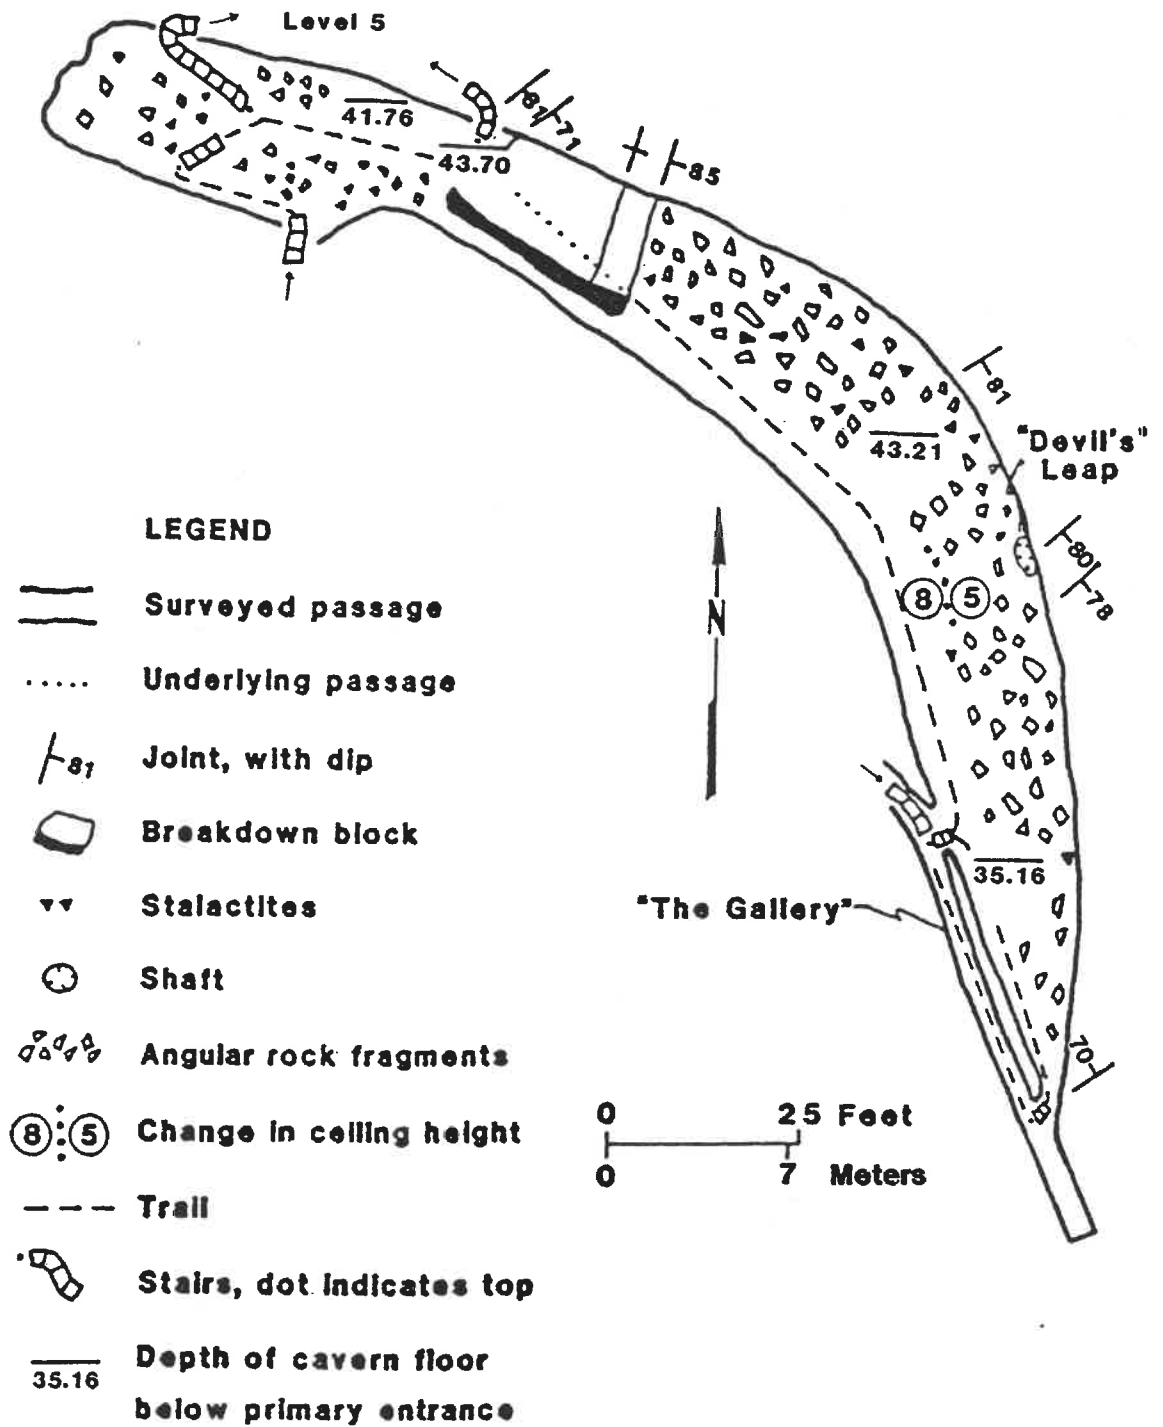 Level 5
41.76
43.70
61
71
85
81
"Devil's"
Leap
43.21
80
78
8 5
N
35.16
"The Gallery"
70
LEGEND
Surveyed passage
Underlying passage
81 Joint, with dip
Breakdown block
Stalactites
Shaft
Angular rock fragments
8 5 Change in ceiling height
Trail
Stairs, dot indicates top
35.16 Depth of cavern floor
below primary entrance
0 25 Feet
0 7 Meters